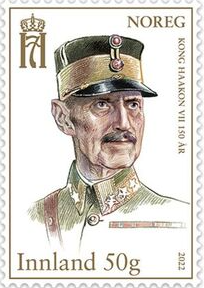 NOREG
KONG HAAKON VII 150 ÅR
2022
Innland 50g